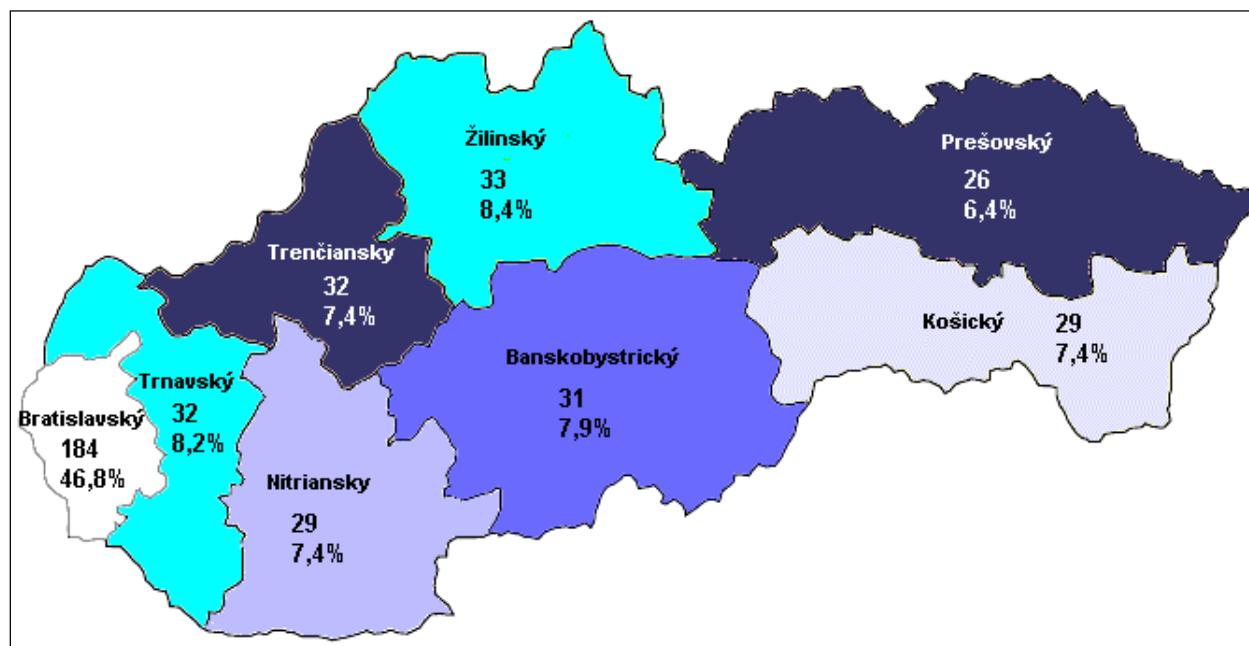 Žilinský
33
8,4%
Prešovský
26
6,4%
Trenčiansky
32
7,4%
Košický
29
7,4%
Banskobystrický
31
7,9%
Trnavský
32
8,2%
Bratislavský
184
46,8%
Nitriansky
29
7,4%